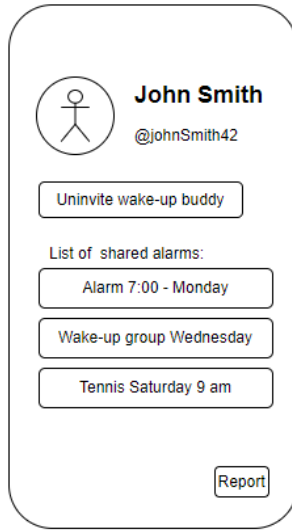 John Smith
@johnSmith42
Uninvite wake-up buddy
List of shared alarms:
Alarm 7:00 - Monday
Wake-up group Wednesday
Tennis Saturday 9 am
Report